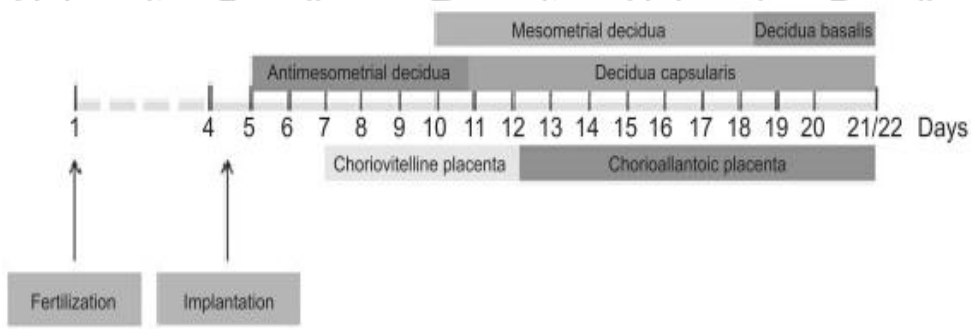 Mesometrial decidua Decidua basalis
Antimesometrial decidua Decidua capsularis
1 4 5 6 7 8 9 10 11 12 13 14 15 16 17 18 19 20 21/22 Days
Choriovitelline placenta Chorioallantoic placenta
Fertilization Implantation